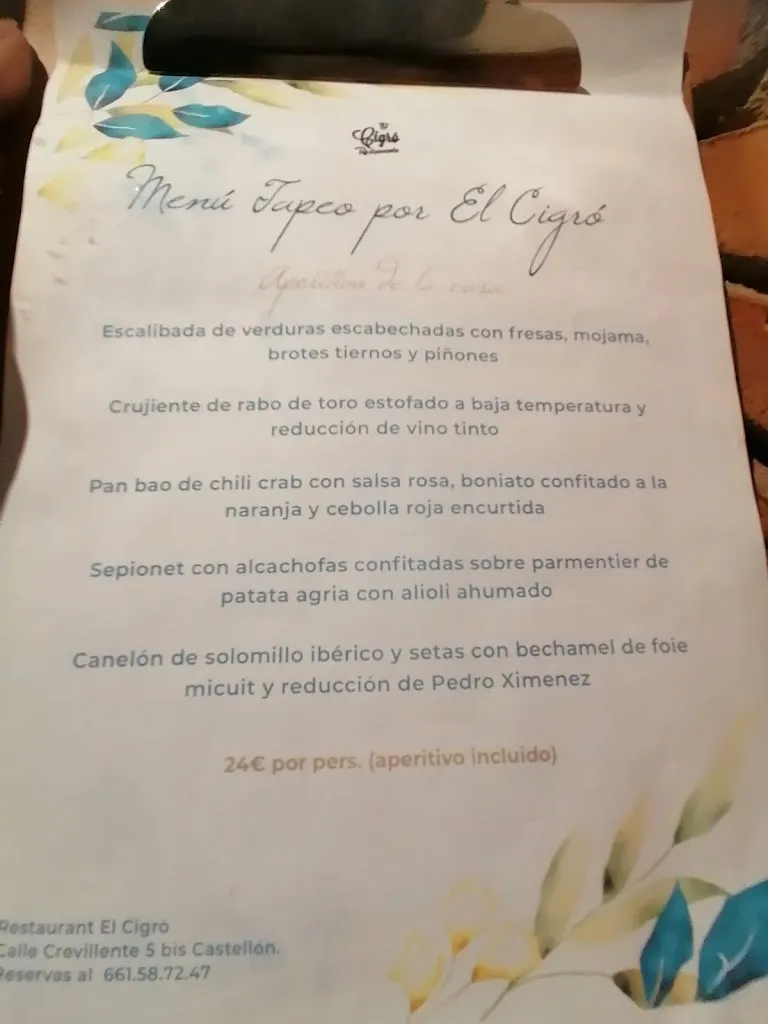 El
Cigró
Menú Tapeo por El Cigró
Aperitivo de la casa
Escalibada de verduras escabechadas con fresas, mojama,
brotes tiernos y piñones
Crujiente de rabo de toro estofado a baja temperatura y
reducción de vino tinto
Pan bao de chili crab con salsa rosa, boniato confitado a la
naranja y cebolla roja encurtida
Sepionet con alcachofas confitadas sobre parmentier de
patata agria con alioli ahumado
Canelón de solomillo ibérico y setas con bechamel de foie
micuit y reducción de Pedro Ximenez
24€ por pers. (aperitivo incluido)
Restaurant El Cigró
Calle Crevillente 5 bis Castellón.
Reservas al 661.58.72.47